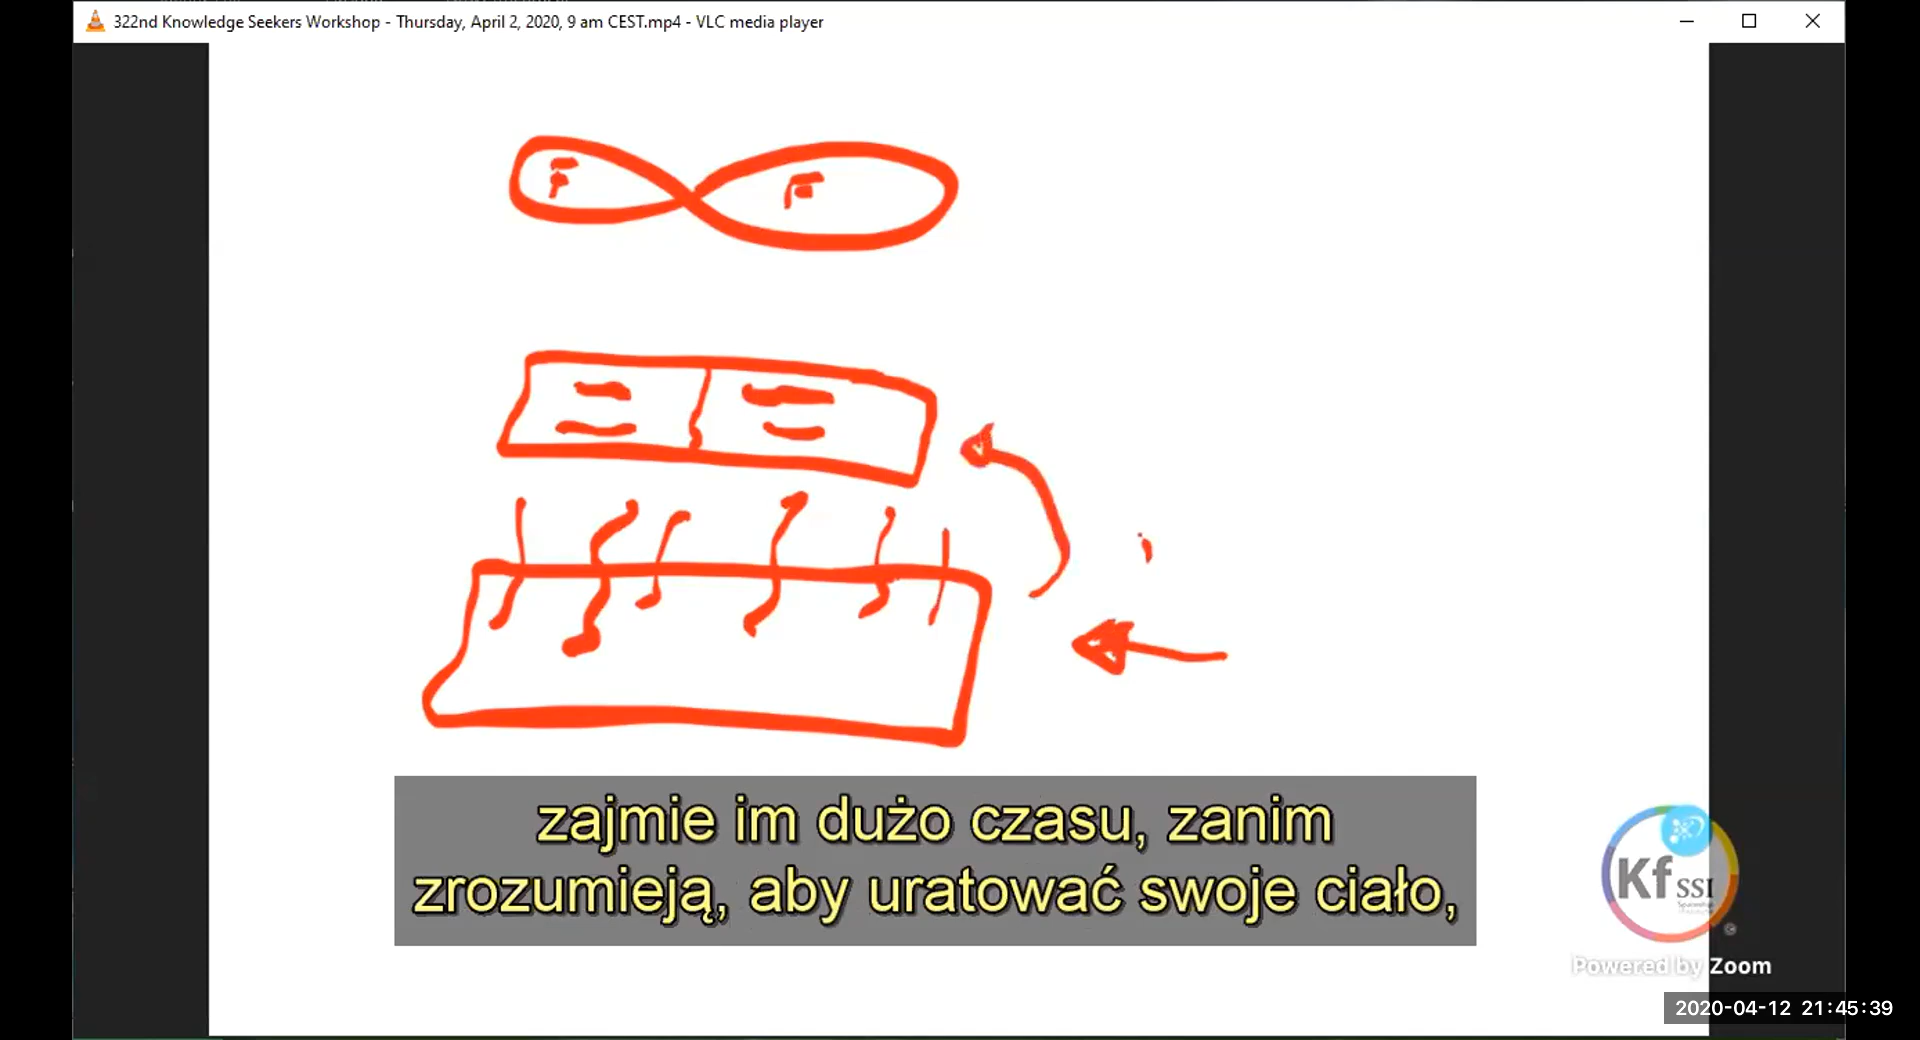 322nd Knowledge Seekers Workshop - Thursday, April 2, 2020, 9 am CEST.mp4 - VLC media player
F F
zajmie im dużo czasu, zanim
zrozumieją, aby uratować swoje ciało,
Kf SSI
Powered by Zoom
2020-04-12 21:45:39